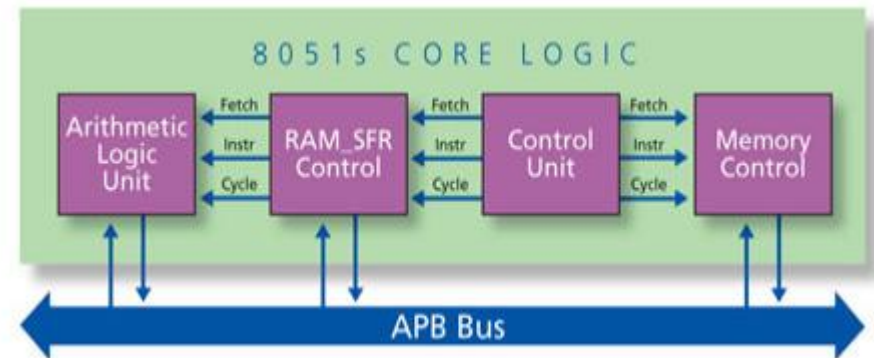 8051s CORE LOGIC
Arithmetic
Logic
Unit
Fetch
Instr
Cycle
RAM_SFR
Control
Fetch
Instr
Cycle
Control
Unit
Fetch
Instr
Cycle
Memory
Control
APB Bus